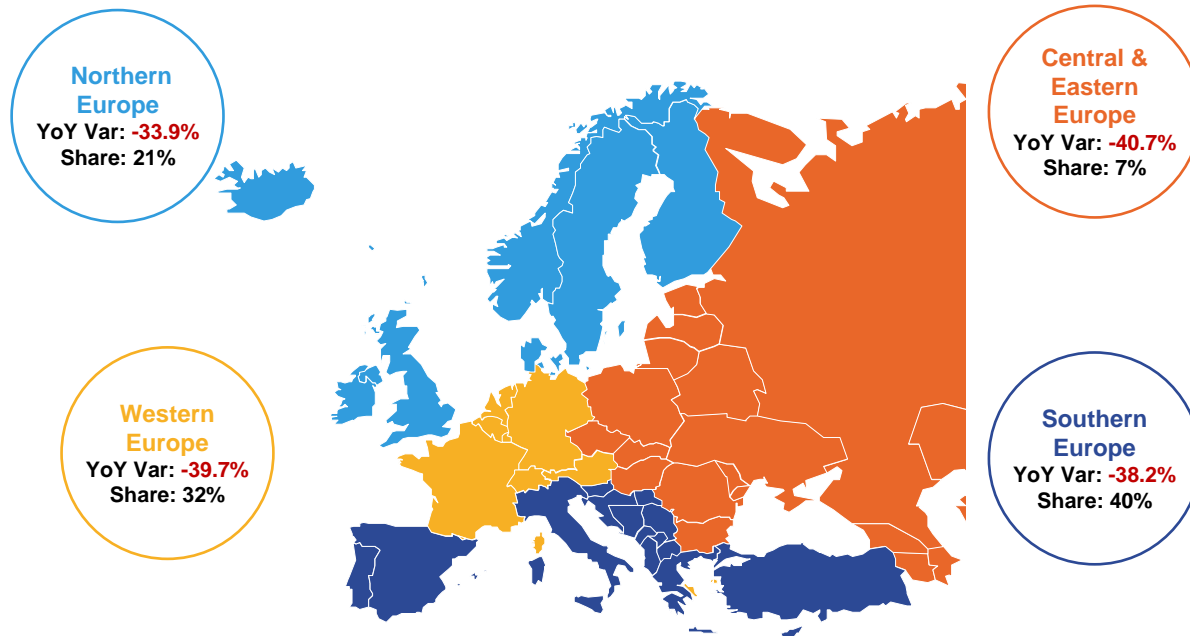 Northern
Europe
YoY Var: -33.9%
Share: 21%
Central &
Eastern
Europe
YoY Var: -40.7%
Share: 7%
Western
Europe
YoY Var: -39.7%
Share: 32%
Southern
Europe
YoY Var: -38.2%
Share: 40%